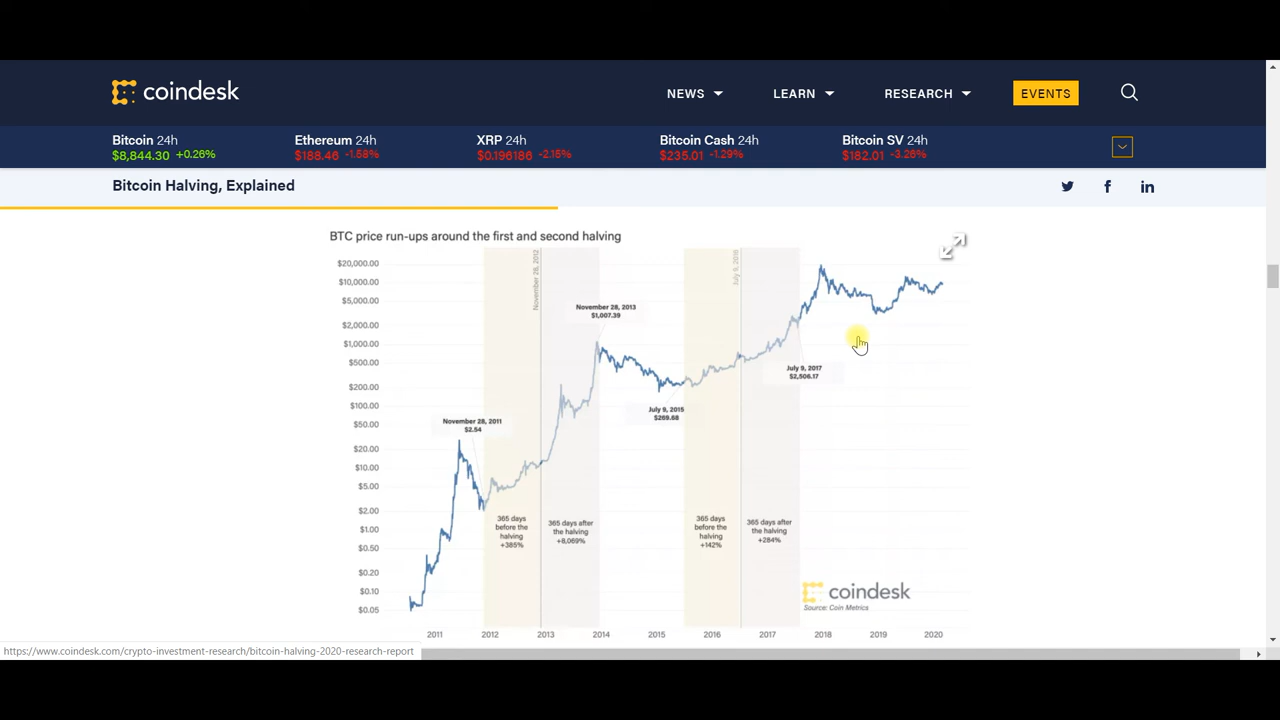 coindesk
NEWS LEARN RESEARCH EVENTS
Bitcoin 24h Ethereum 24h XRP 24h Bitcoin Cash 24h Bitcoin SV 24h
$8,844.30 +0.26% $188.46 -1.58% $0.196186 -2.15% $235.01 -1.29% $182.01 -3.26%
Bitcoin Halving, Explained
BTC price run-ups around the first and second halving
November 28, 2012
July 9, 2016
$20,000.00
$10,000.00
$5,000.00
$2,000.00
$1,000.00
$500.00
$200.00
$100.00
$50.00
$20.00
$10.00
$5.00
$2.00
$1.00
$0.50
$0.20
$0.10
$0.05
November 28, 2011
$2.54
November 28, 2013
$1,007.39
July 9, 2015
$269.68
July 9, 2017
$2,506.17
365 days
before the
halving
+385%
365 days after
the halving
+8,069%
365 days
before the
halving
+142%
365 days after
the halving
+284%
coindesk
Source: Coin Metrics
2011 2012 2013 2014 2015 2016 2017 2018 2019 2020
https://www.coindesk.com/crypto-investment-research/bitcoin-halving-2020-research-report